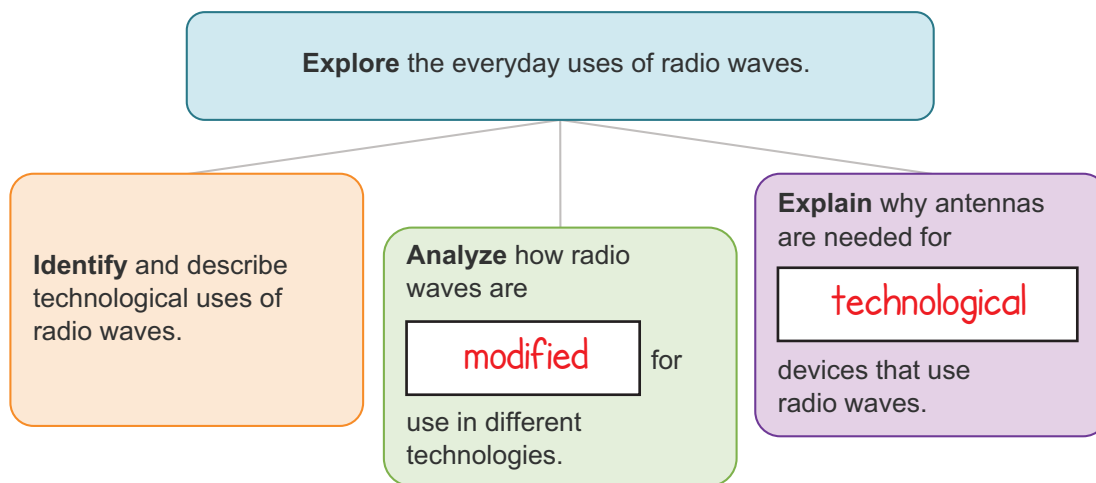 Explore the everyday uses of radio waves.
Identify and describe
technological uses of
radio waves.
Analyze how radio
waves are
modified for
use in different
technologies.
Explain why antennas
are needed for
technological
devices that use
radio waves.